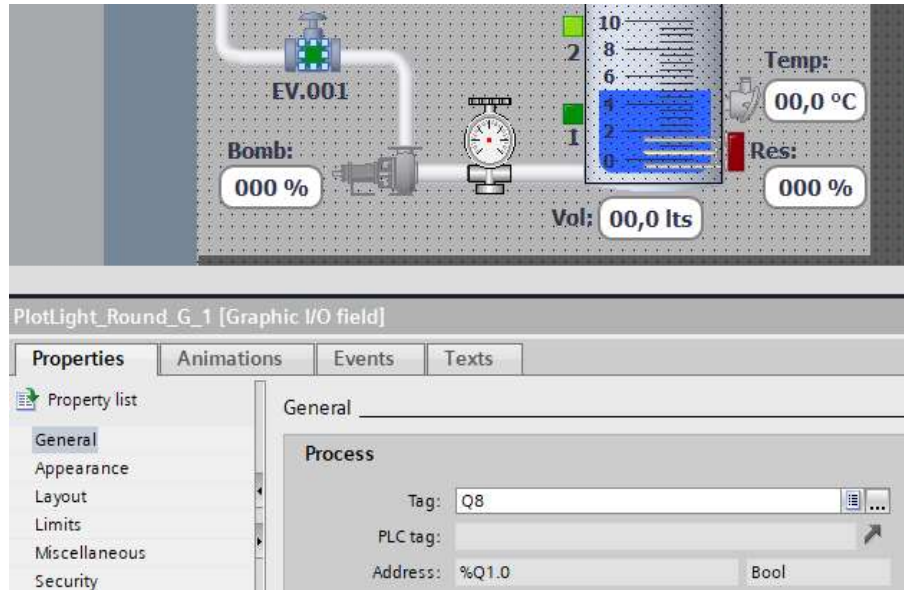 10
2 8
6
EV.001
4
1 2
0
Temp:
00,0 °C
Bomb:
000 %
Res:
000 %
Vol: 00,0 lts
PlotLight_Round_G_1 [Graphic I/O field]
Properties Animations Events Texts
Property list
General
Appearance
Layout
Limits
Miscellaneous
Security
General
Process
Tag: Q8
...
PLC tag:
Address: %Q1.0 Bool